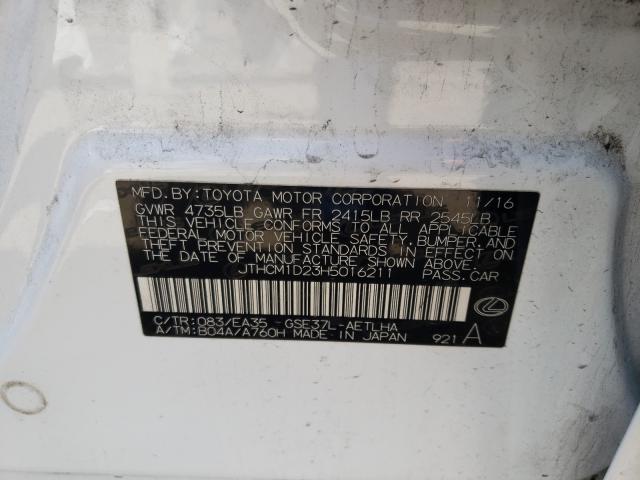 MFD.BY:TOYOTA MOTOR CORPORATION 11/16
GVWR 4735LB GAWR FR 2415LB RR 2545LB
THIS VEHICLE CONFORMS TO ALL APPLICABLE
FEDERAL MOTOR VEHICLE SAFETY,BUMPER,AND
THEFT PREVENTION STANDARDS IN EFFECT ON
THE DATE OF MANUFACTURE SHOWN ABOVE.
JTHCM1D23H5016211 PASS.CAR
C/TR:083/EA35 -GSE37L-AETLHA
A/TM:B04A/A760H MADE IN JAPAN 921 A